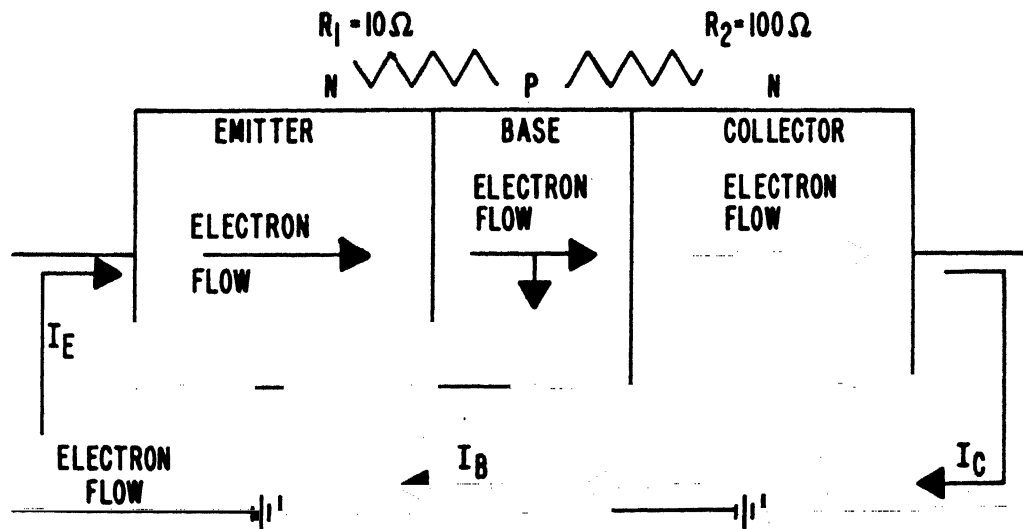 R1 = 10Ω
R2 = 100Ω
N
P
N
EMITTER
BASE
COLLECTOR
ELECTRON
FLOW
ELECTRON
FLOW
ELECTRON
FLOW
IE
ELECTRON
FLOW
IB
IC